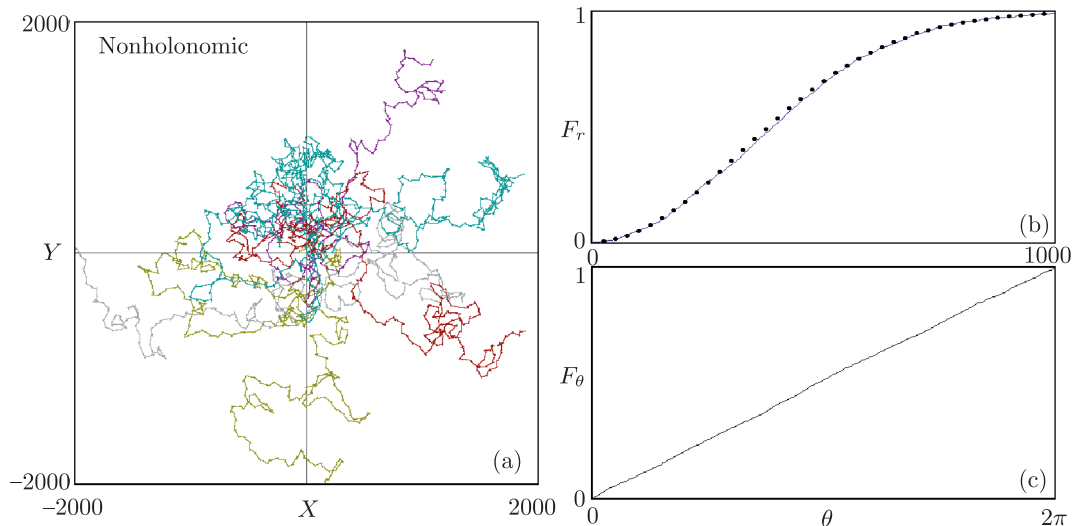 2000
Nonholonomic
Y
(a)
−2000
−2000
X
2000
1
F_r
(b)
0
0
1000
1
F_θ
(c)
0
0
θ
2π